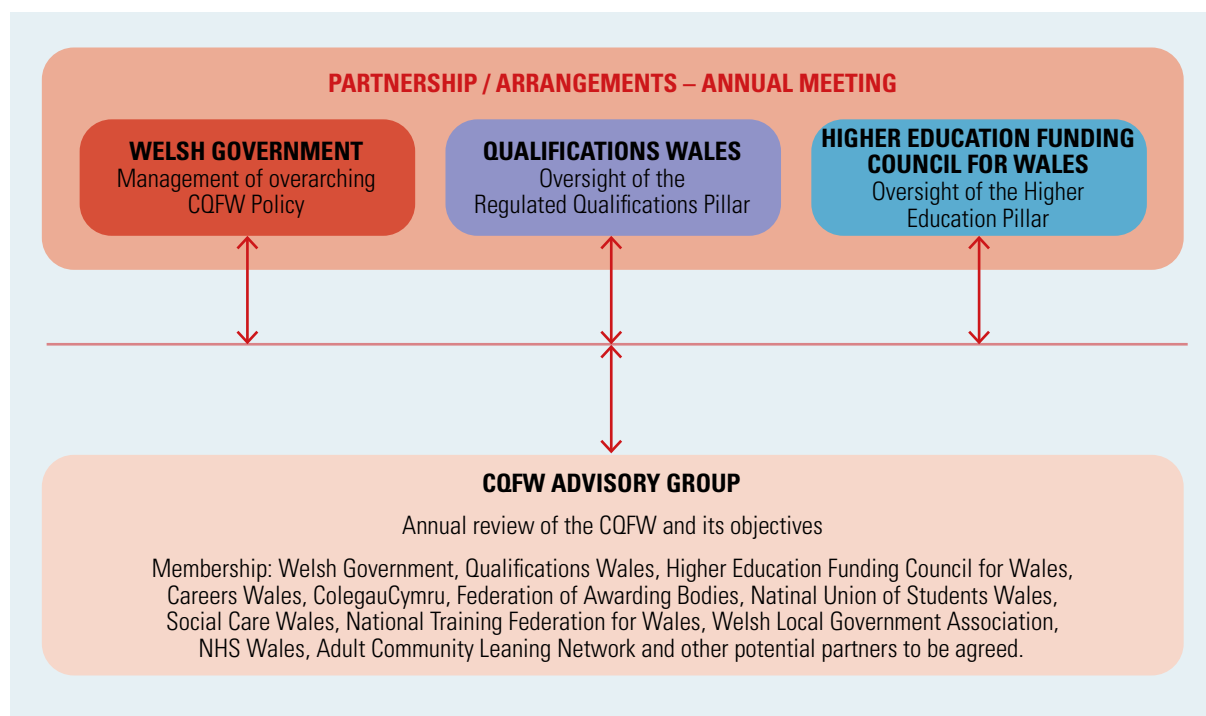 PARTNERSHIP / ARRANGEMENTS – ANNUAL MEETING
WELSH GOVERNMENT
Management of overarching
CQFW Policy
QUALIFICATIONS WALES
Oversight of the
Regulated Qualifications Pillar
HIGHER EDUCATION FUNDING
COUNCIL FOR WALES
Oversight of the Higher
Education Pillar
CQFW ADVISORY GROUP
Annual review of the CQFW and its objectives
Membership: Welsh Government, Qualifications Wales, Higher Education Funding Council for Wales,
Careers Wales, ColegauCymru, Federation of Awarding Bodies, Natinal Union of Students Wales,
Social Care Wales, National Training Federation for Wales, Welsh Local Government Association,
NHS Wales, Adult Community Leaning Network and other potential partners to be agreed.